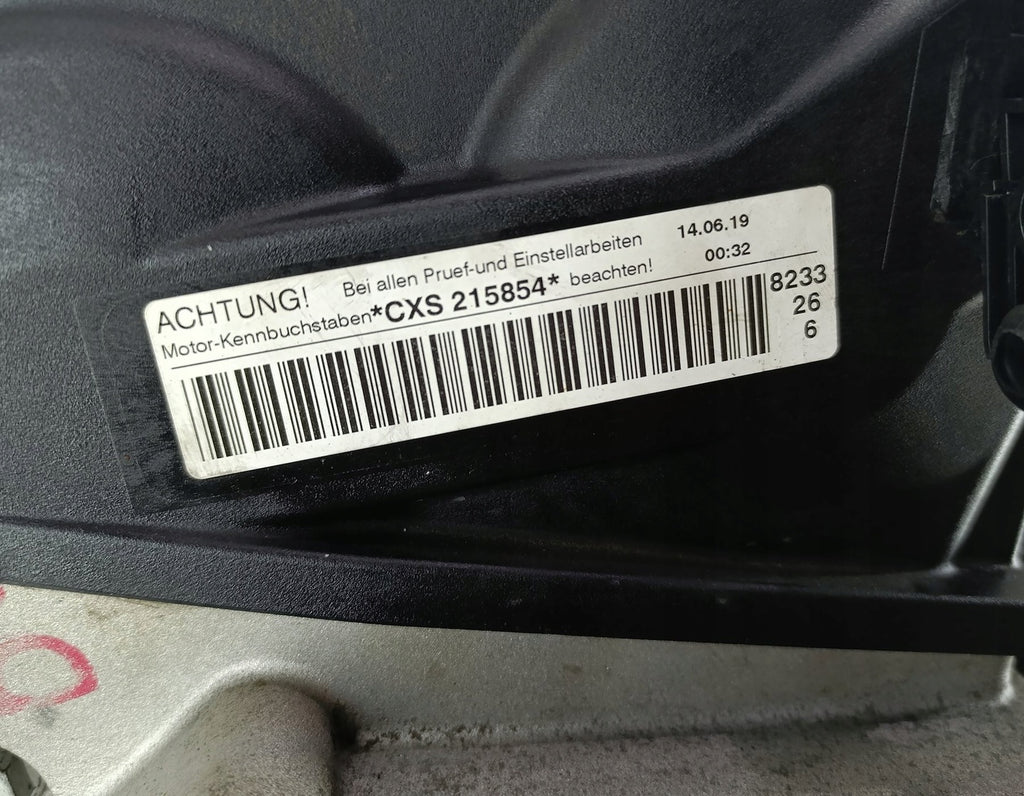 ACHTUNG! Bei allen Pruef-und Einstellarbeiten 14.06.19
Motor-Kennbuchstaben*CXS 215854* beachten! 00:32
8233
26
6